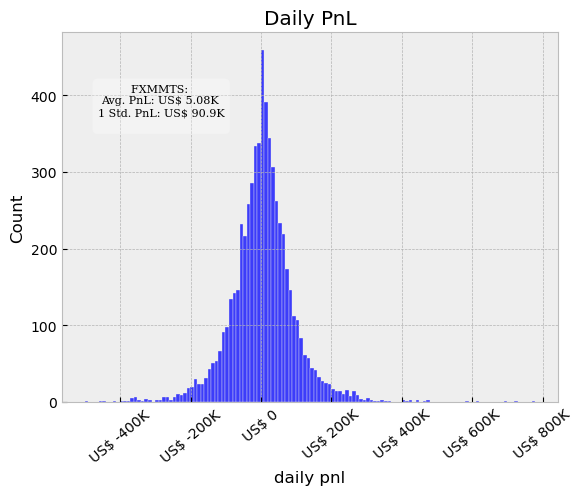 Daily PnL
FXMMTS:
Avg. PnL: US$ 5.08K
1 Std. PnL: US$ 90.9K
Count
400
300
200
100
0
US$ -400K
US$ -200K
US$ 0
US$ 200K
US$ 400K
US$ 600K
US$ 800K
daily pnl